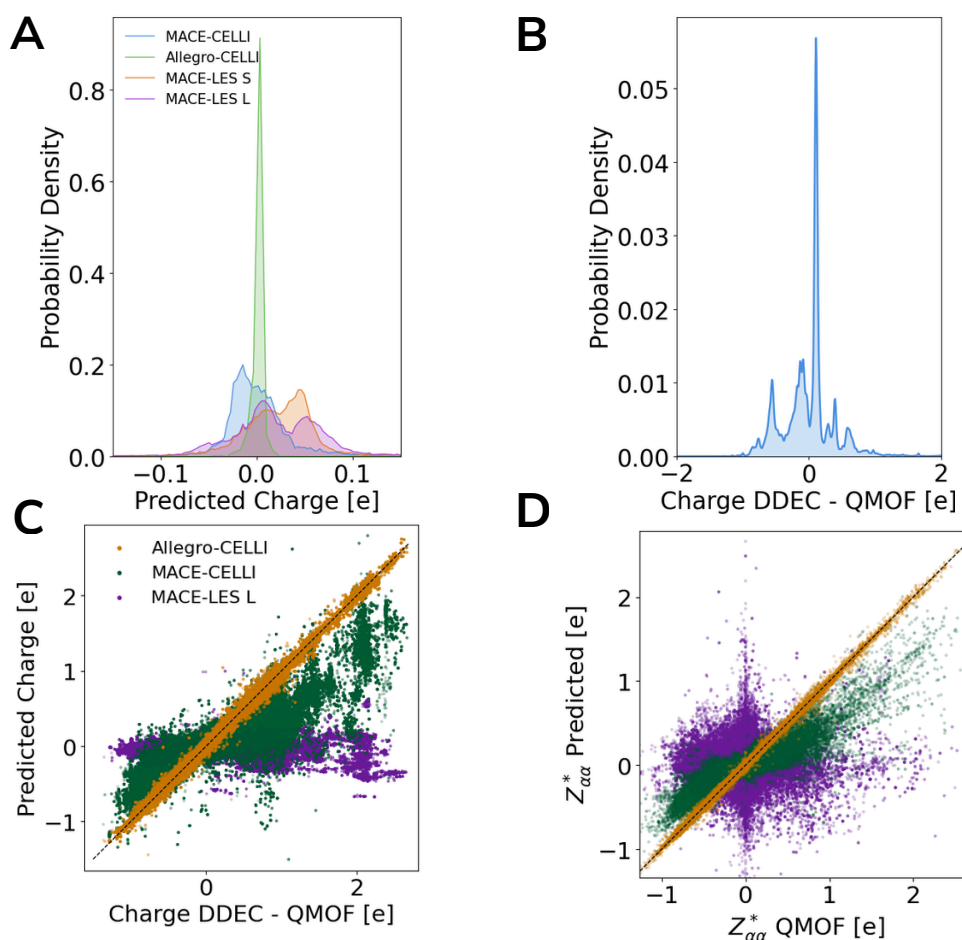 A
MACE-CELLI
Allegro-CELLI
MACE-LES S
MACE-LES L
Probability Density
0.8
0.6
0.4
0.2
0.0
−0.1
0.0
0.1
Predicted Charge [e]
B
Probability Density
0.05
0.04
0.03
0.02
0.01
0.00
−2
0
2
Charge DDEC - QMOF [e]
C
Allegro-CELLI
MACE-CELLI
MACE-LES L
Predicted Charge [e]
2
1
0
−1
0
2
Charge DDEC - QMOF [e]
D
Z*αα Predicted [e]
2
1
0
−1
−1
0
1
2
Z*αα QMOF [e]